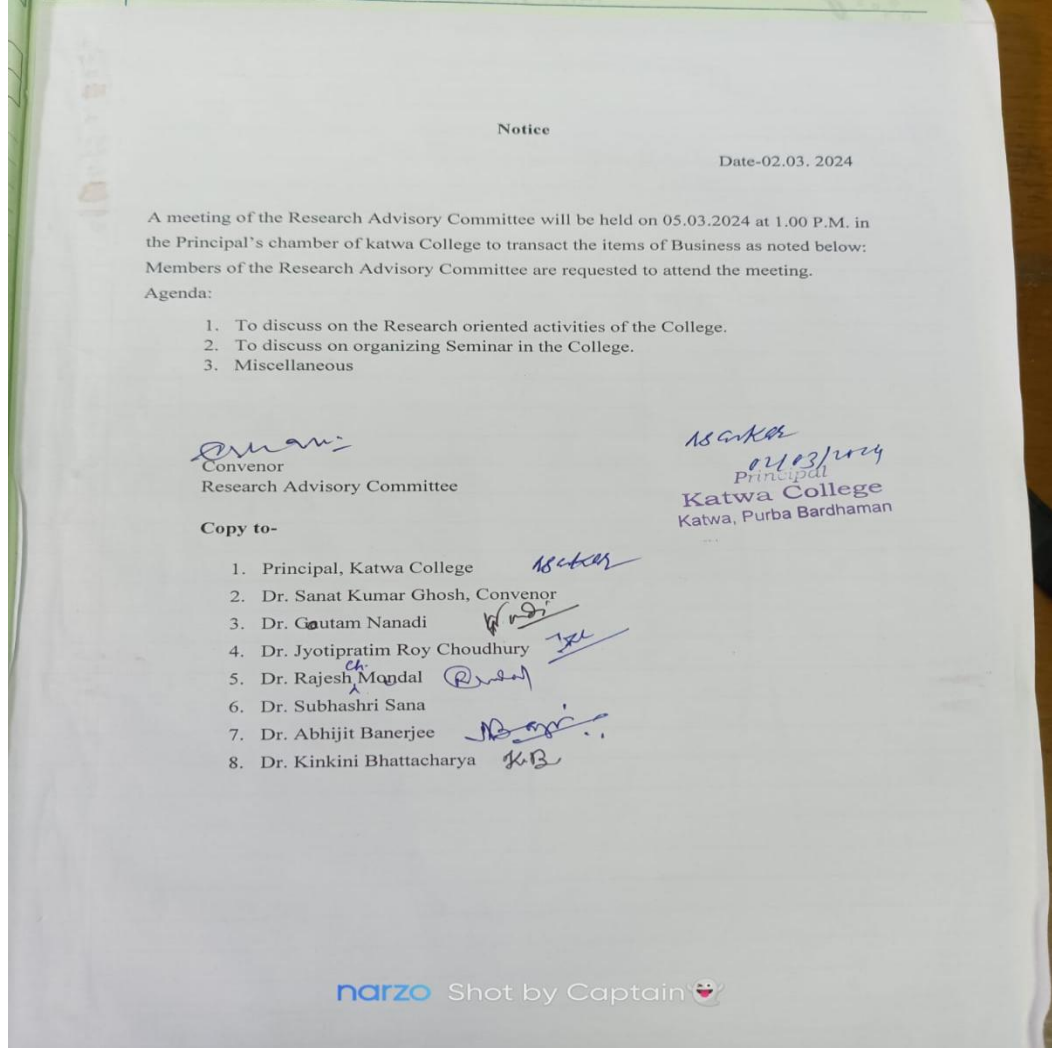 Notice
Date-02.03. 2024
A meeting of the Research Advisory Committee will be held on 05.03.2024 at 1.00 P.M. in
the Principal's chamber of katwa College to transact the items of Business as noted below:
Members of the Research Advisory Committee are requested to attend the meeting.
Agenda:
1. To discuss on the Research oriented activities of the College.
2. To discuss on organizing Seminar in the College.
3. Miscellaneous
Convenor
Research Advisory Committee
02/03/2024
Principal
Katwa College
Katwa, Purba Bardhaman
Copy to-
1. Principal, Katwa College
2. Dr. Sanat Kumar Ghosh, Convenor
3. Dr. Gautam Nanadi
4. Dr. Jyotipratim Roy Choudhury
5. Dr. Rajesh Ch. Mondal
6. Dr. Subhashri Sana
7. Dr. Abhijit Banerjee
8. Dr. Kinkini Bhattacharya KB
narzo Shot by Captain